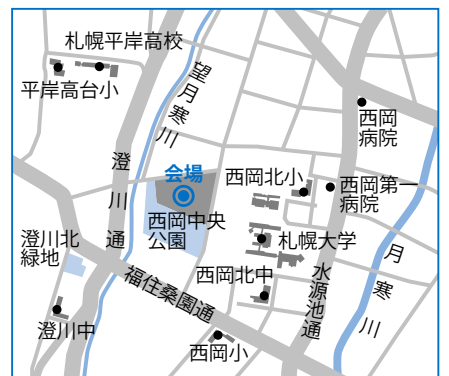 札幌平岸高校
平岸高台小
望月寒川
西岡
病院
澄川通
会場
西岡北小
西岡第一
病院
西岡中央
公園
澄川北
緑地
札幌大学
月寒川
西岡北中
水源池通
福住桑園通
澄川中
西岡小